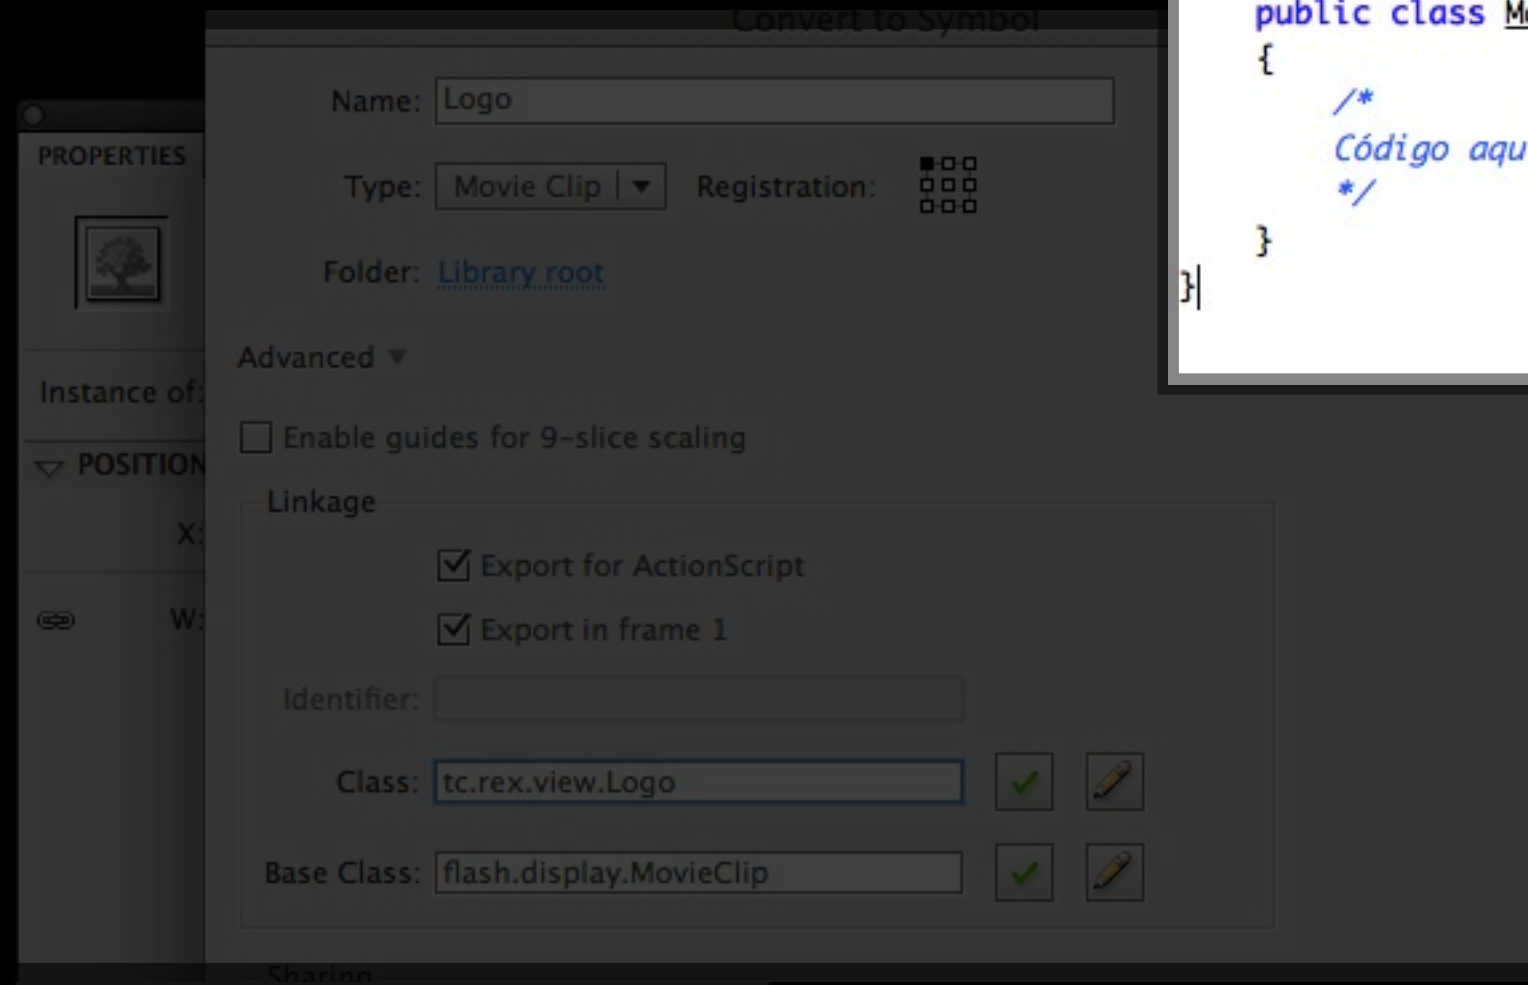 Convert to Symbol
Name: Logo
Type: Movie Clip Registration:
Folder: Library root
Advanced
Enable guides for 9-slice scaling
Linkage
Export for ActionScript
Export in frame 1
Identifier:
Class: tc.rex.view.Logo
Base Class: flash.display.MovieClip
Sharing
PROPERTIES
Instance of:
POSITION
X:
W:
public class
{
/*
Código aqu
*/
}
}